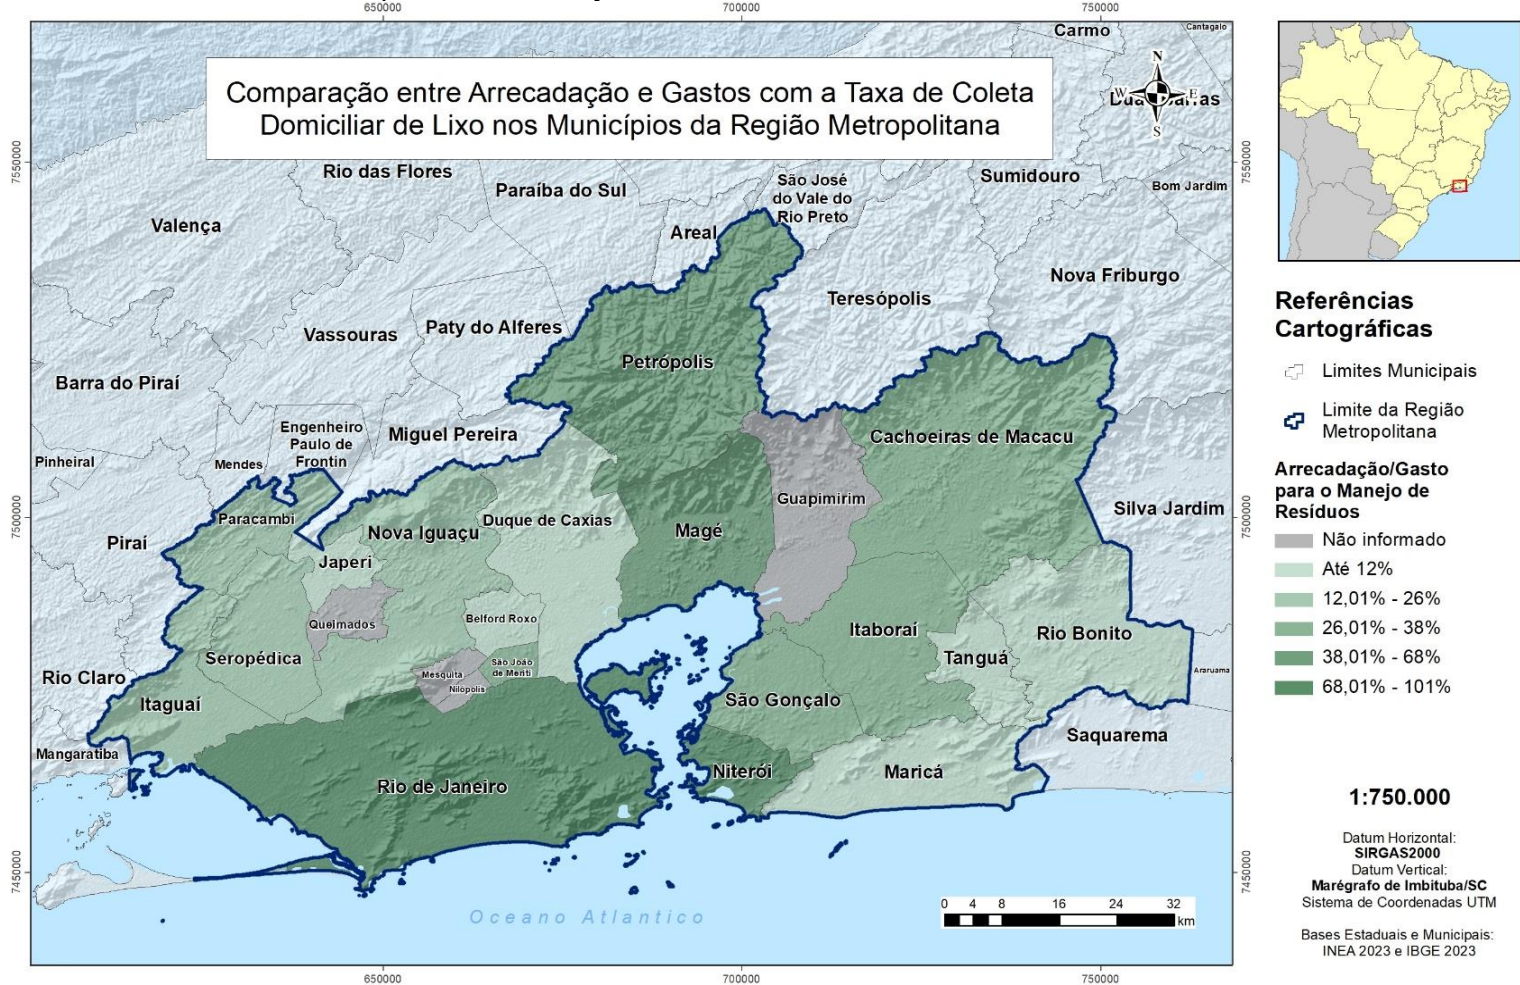 650000
700000
750000
Comparação entre Arrecadação e Gastos com a Taxa de Coleta
Domiciliar de Lixo nos Municípios da Região Metropolitana
N
W
E
S
Carmo
Cantagalo
7550000
7550000
Rio das Flores
Paraíba do Sul
São José
do Vale do
Rio Preto
Sumidouro
Bom Jardim
Valença
Areal
Nova Friburgo
Teresópolis
Vassouras
Paty do Alferes
Petrópolis
Barra do Piraí
Engenheiro
Paulo de
Frontin
Miguel Pereira
Cachoeiras de Macacu
Pinheiral
Mendes
Guapimirim
7500000
7500000
Paracambi
Nova Iguaçu
Duque de Caxias
Magé
Silva Jardim
Piraí
Japeri
Queimados
Belford Roxo
Itaboraí
Rio Bonito
Seropédica
Tanguá
Rio Claro
Mesquita
Nilópolis
São João
de Meriti
Araruama
Itaguaí
São Gonçalo
Saquarema
Mangaratiba
Rio de Janeiro
Niterói
Maricá
7450000
7450000
Oceano Atlantico
0 4 8 16 24 32
km
650000
700000
750000
Referências
Cartográficas
Limites Municipais
Limite da Região
Metropolitana
Arrecadação/Gasto
para o Manejo de
Resíduos
Não informado
Até 12%
12,01% - 26%
26,01% - 38%
38,01% - 68%
68,01% - 101%
1:750.000
Datum Horizontal:
SIRGAS2000
Datum Vertical:
Marégrafo de Imbituba/SC
Sistema de Coordenadas UTM
Bases Estaduais e Municipais:
INEA 2023 e IBGE 2023